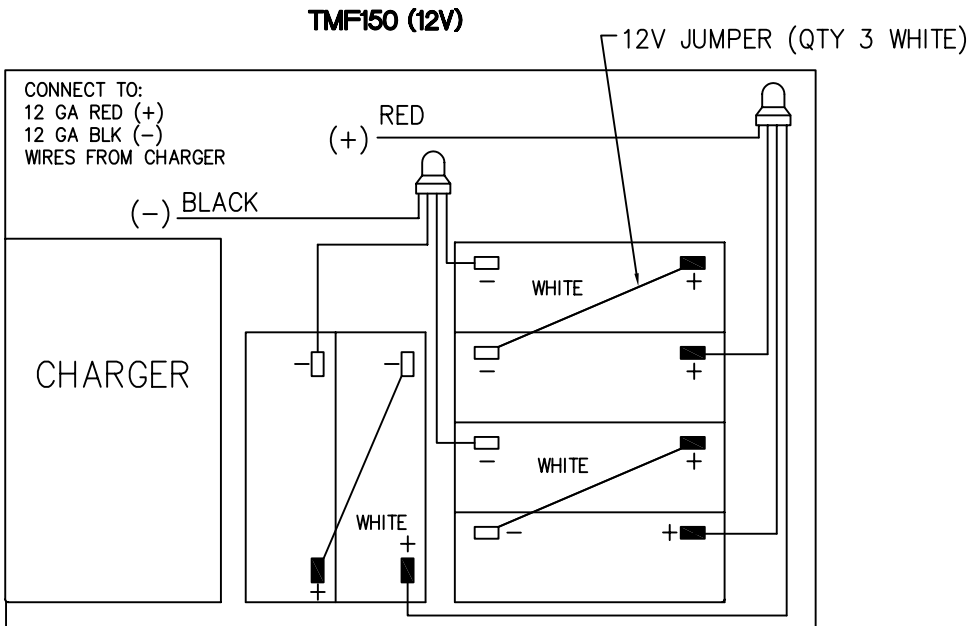 TMF150 (12V)
12V JUMPER (QTY 3 WHITE)
CONNECT TO:
12 GA RED (+)
12 GA BLK (-)
WIRES FROM CHARGER
(+) RED
(-) BLACK
CHARGER
- WHITE +
- +
- WHITE +
- +
- -
WHITE
+ +